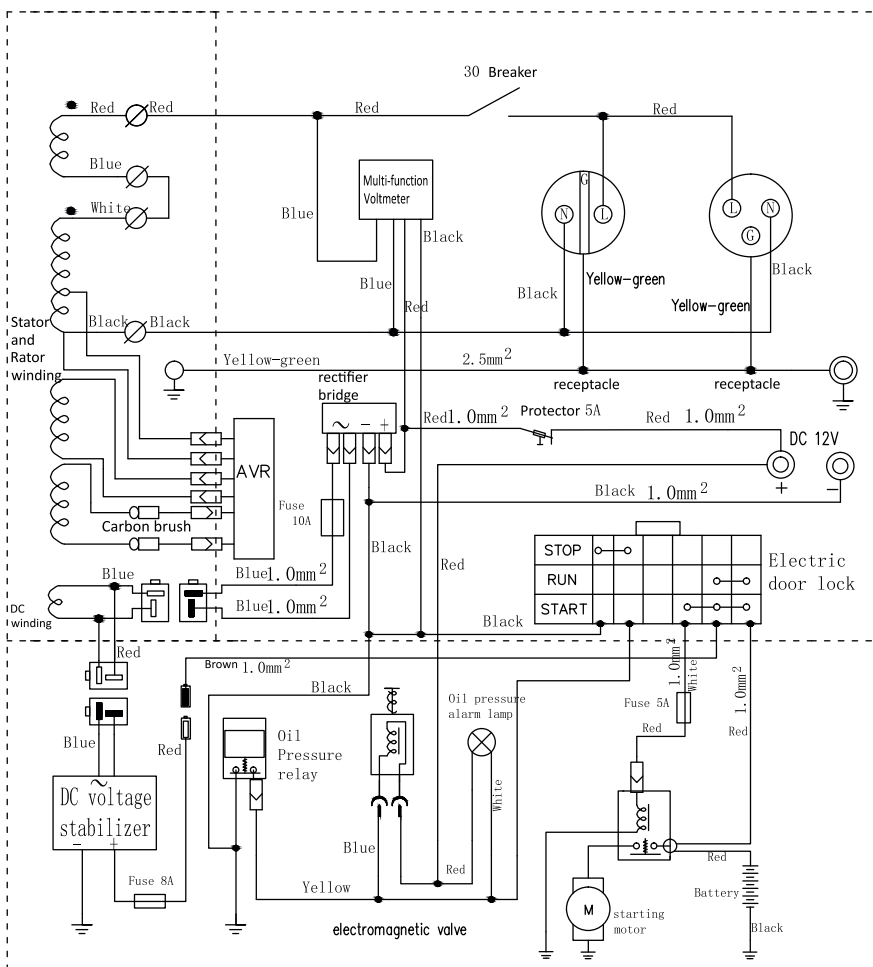 30 Breaker
Red
Red
Red
Red
Blue
White
Multi-function
Voltmeter
Blue
Black
Blue
Red
G
N
L
L
N
G
Yellow-green
Black
Yellow-green
Black
Stator
and
Rator
winding
Black
Black
Yellow-green
2.5mm2
receptacle
receptacle
rectifier
bridge
~
-
+
Red1.0mm2
Protector 5A
Red 1.0mm2
DC 12V
+
-
AVR
Fuse
10A
Black 1.0mm2
Carbon brush
Black
Red
Blue
Blue1.0mm2
Blue1.0mm2
STOP
RUN
START
Electric
door lock
DC
winding
Black
Red
Brown 1.0mm2
Black
1.0mm2
White
1.0mm2
Oil pressure
alarm lamp
Fuse 5A
Red
Red
Blue
Red
Oil
Pressure
relay
White
~
DC voltage
stabilizer
-
+
Blue
Red
Red
Battery
Fuse 8A
Yellow
M
starting
motor
Black
electromagnetic valve